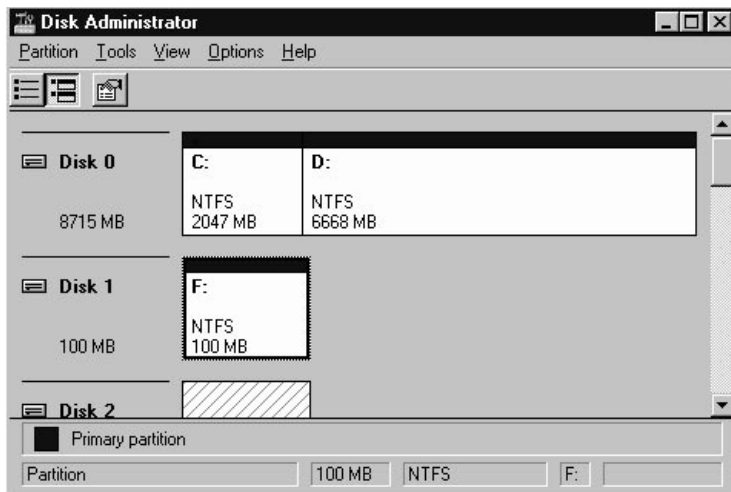 Disk Administrator
Partition Tools View Options Help
Disk 0
8715 MB
C:
NTFS
2047 MB
D:
NTFS
6668 MB
Disk 1
100 MB
F:
NTFS
100 MB
Disk 2
Primary partition
Partition 100 MB NTFS F: